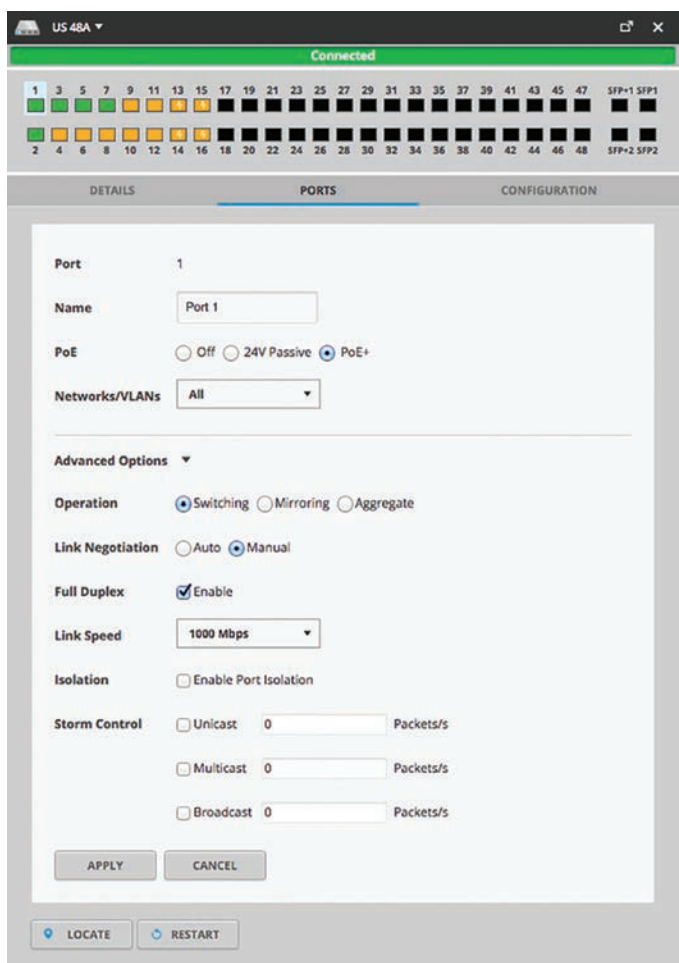 US 48A
Connected
1 3 5 7 9 11 13 15 17 19 21 23 25 27 29 31 33 35 37 39 41 43 45 47 SFP+1 SFP1
2 4 6 8 10 12 14 16 18 20 22 24 26 28 30 32 34 36 38 40 42 44 46 48 SFP+2 SFP2
DETAILS PORTS CONFIGURATION
Port 1
Name Port 1
PoE Off 24V Passive PoE+
Networks/VLANs All
Advanced Options
Operation Switching Mirroring Aggregate
Link Negotiation Auto Manual
Full Duplex Enable
Link Speed 1000 Mbps
Isolation Enable Port Isolation
Storm Control Unicast 0 Packets/s
Multicast 0 Packets/s
Broadcast 0 Packets/s
APPLY CANCEL
LOCATE RESTART